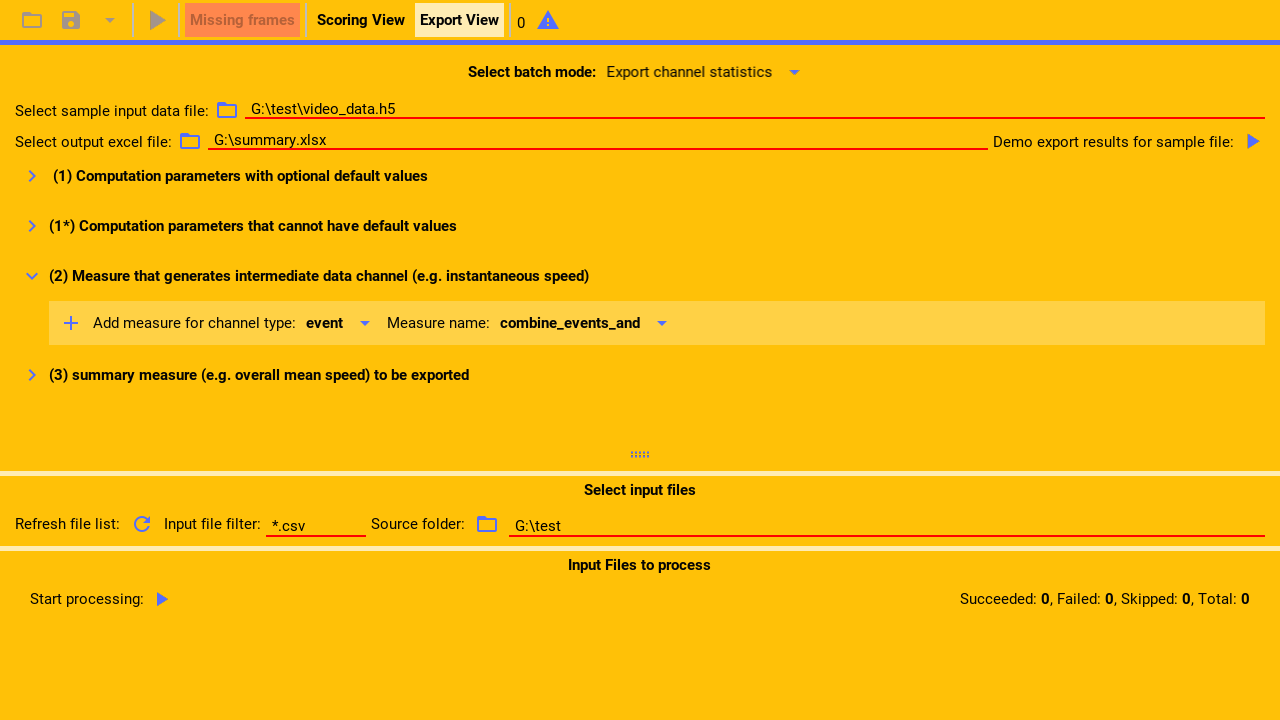 Missing frames Scoring View Export View 0
Select batch mode: Export channel statistics
Select sample input data file: G:\test\video_data.h5
Select output excel file: G:\summary.xlsx Demo export results for sample file:
(1) Computation parameters with optional default values
(1*) Computation parameters that cannot have default values
(2) Measure that generates intermediate data channel (e.g. instantaneous speed)
Add measure for channel type: event Measure name: combine_events_and
(3) summary measure (e.g. overall mean speed) to be exported
Select input files
Refresh file list: Input file filter: *.csv Source folder: G:\test
Input Files to process
Start processing: Succeeded: 0, Failed: 0, Skipped: 0, Total: 0